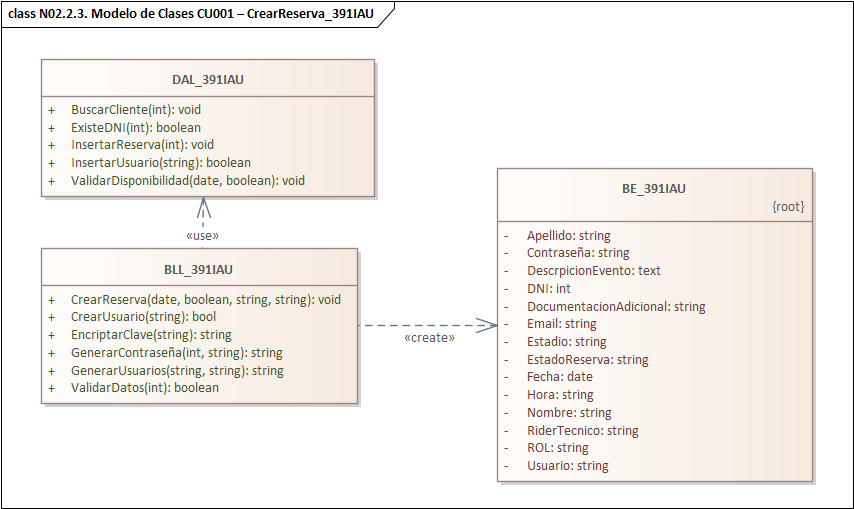 class N02.2.3. Modelo de Clases CU001 – CrearReserva_391IAU
DAL_391IAU
+ BuscarCliente(int): void
+ ExisteDNI(int): boolean
+ InsertarReserva(int): void
+ InsertarUsuario(string): boolean
+ ValidarDisponibilidad(date, boolean): void
«use»
BLL_391IAU
+ CrearReserva(date, boolean, string, string): void
+ CrearUsuario(string): bool
+ EncriptarClave(string): string
+ GenerarContraseña(int, string): string
+ GenerarUsuarios(string, string): string
+ ValidarDatos(int): boolean
«create»
BE_391IAU
{root}
- Apellido: string
- Contraseña: string
- DescrpicionEvento: text
- DNI: int
- DocumentacionAdicional: string
- Email: string
- Estadio: string
- EstadoReserva: string
- Fecha: date
- Hora: string
- Nombre: string
- RiderTecnico: string
- ROL: string
- Usuario: string